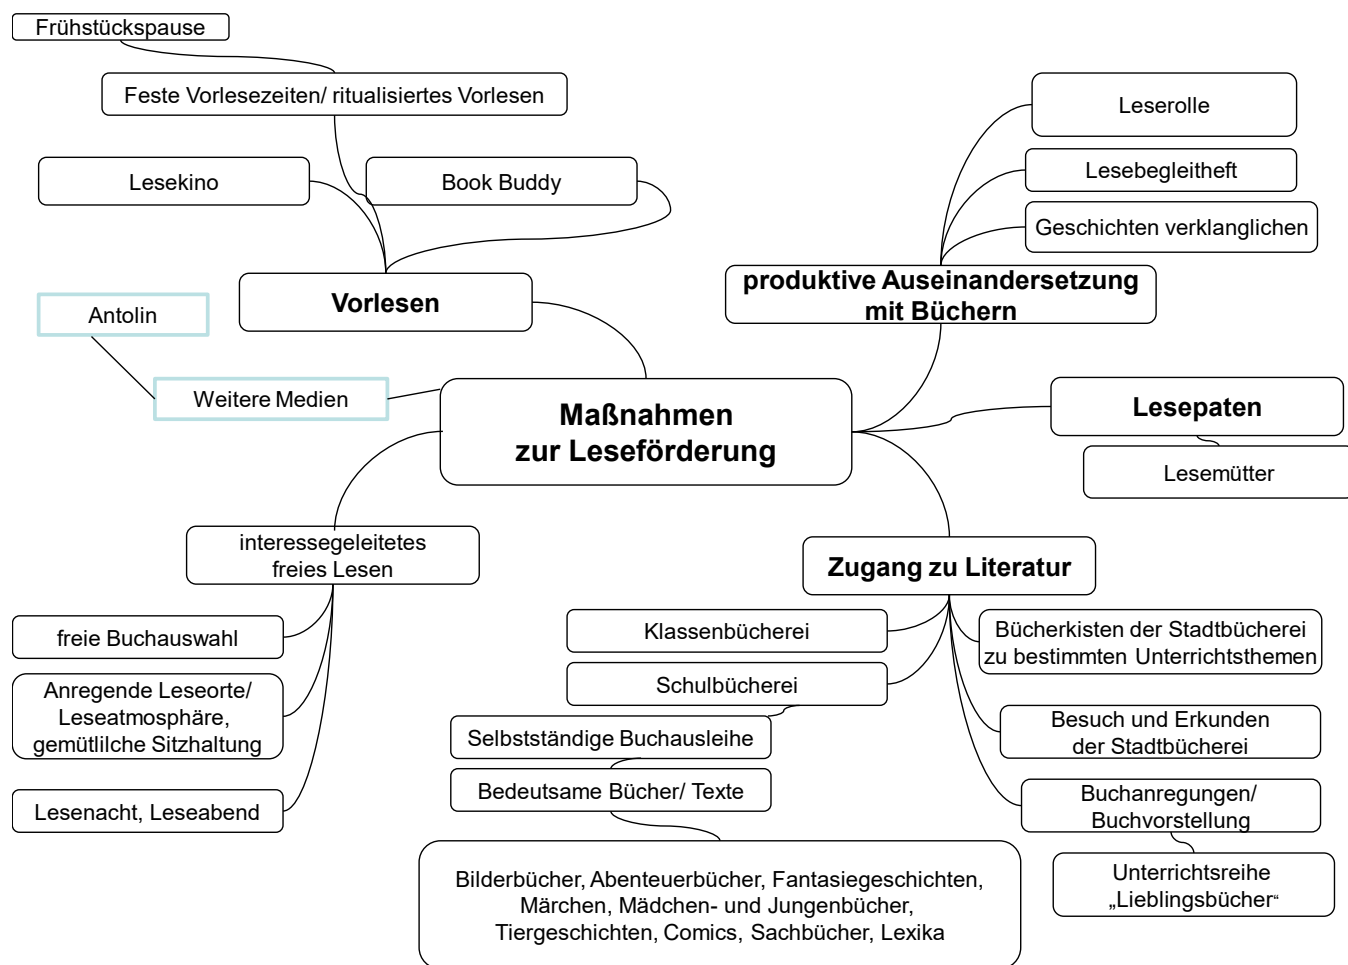 Frühstückspause
Feste Vorlesezeiten/ ritualisiertes Vorlesen
Lesekino
Book Buddy
Vorlesen
Antolin
Weitere Medien
Leserolle
Lesebegleitheft
Geschichten verklanglichen
produktive Auseinandersetzung
mit Büchern
Maßnahmen
zur Leseförderung
Lesepaten
Lesemütter
interessegeleitetes
freies Lesen
freie Buchauswahl
Anregende Leseorte/
Leseatmosphäre,
gemütlilche Sitzhaltung
Lesenacht, Leseabend
Zugang zu Literatur
Klassenbücherei
Schulbücherei
Selbstständige Buchausleihe
Bedeutsame Bücher/ Texte
Bilderbücher, Abenteuerbücher, Fantasiegeschichten,
Märchen, Mädchen- und Jungenbücher,
Tiergeschichten, Comics, Sachbücher, Lexika
Bücherkisten der Stadtbücherei
zu bestimmten Unterrichtsthemen
Besuch und Erkunden
der Stadtbücherei
Buchanregungen/
Buchvorstellung
Unterrichtsreihe
„Lieblingsbücher“